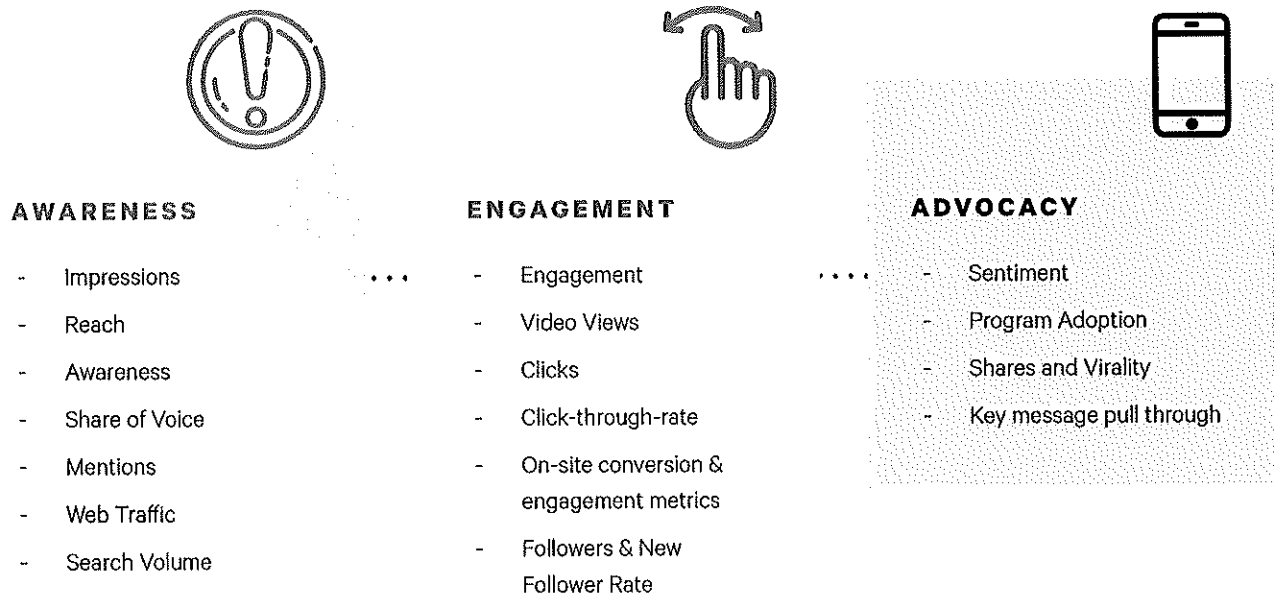 AWARENESS
- Impressions
- Reach
- Awareness
- Share of Voice
- Mentions
- Web Traffic
- Search Volume
ENGAGEMENT
- Engagement
- Video Views
- Clicks
- Click-through-rate
- On-site conversion &
engagement metrics
- Followers & New
Follower Rate
ADVOCACY
- Sentiment
- Program Adoption
- Shares and Virality
- Key message pull through